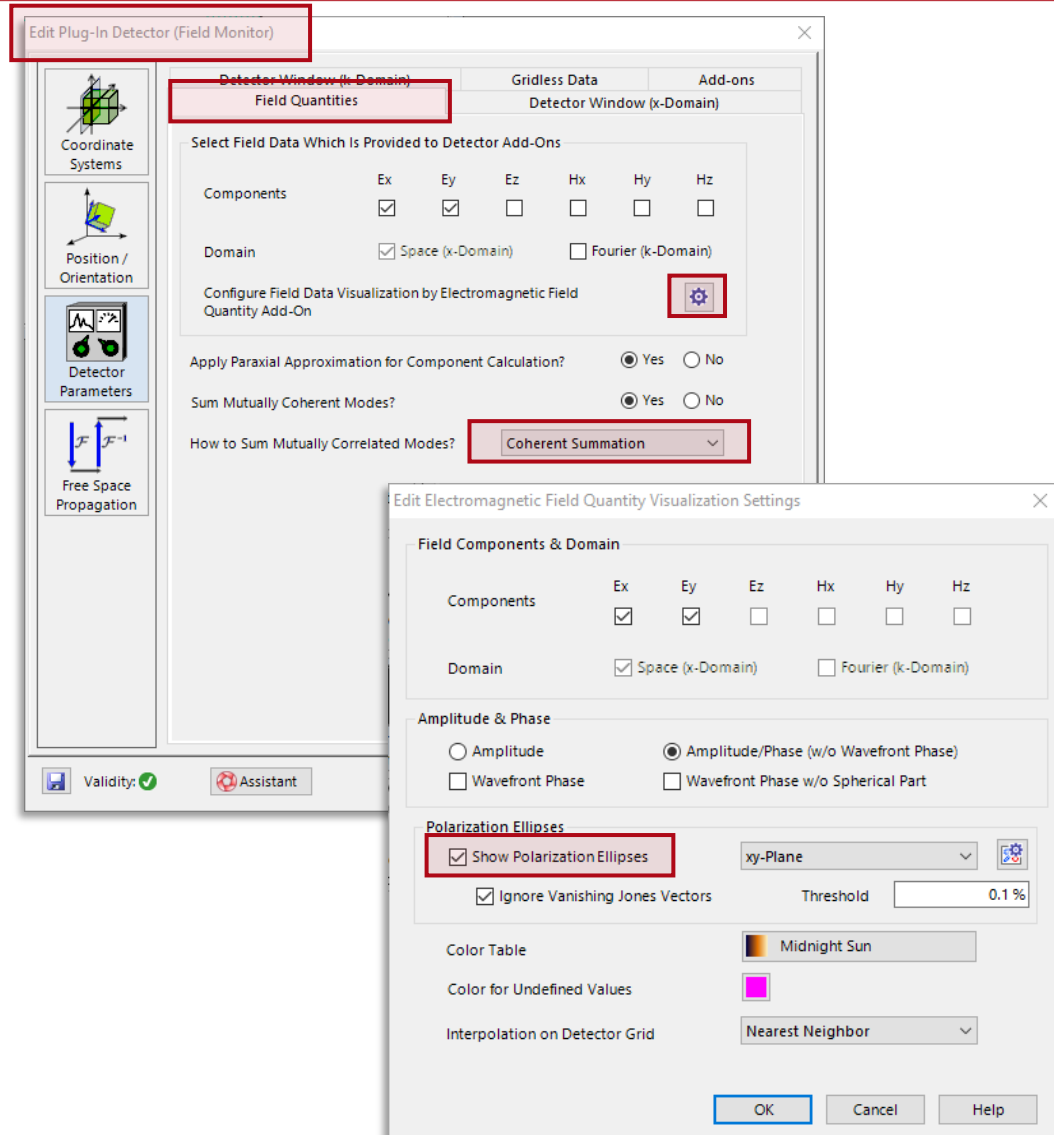 Edit Plug-In Detector (Field Monitor)
Coordinate
Systems
Position /
Orientation
Detector
Parameters
Free Space
Propagation
Detector Window (k-Domain)
Gridless Data
Add-ons
Field Quantities
Detector Window (x-Domain)
Select Field Data Which Is Provided to Detector Add-Ons
Ex Ey Ez Hx Hy Hz
Components
Domain
Space (x-Domain)
Fourier (k-Domain)
Configure Field Data Visualization by Electromagnetic Field
Quantity Add-On
Apply Paraxial Approximation for Component Calculation?
Yes No
Sum Mutually Coherent Modes?
Yes No
How to Sum Mutually Correlated Modes?
Coherent Summation
Validity:
Assistant
Edit Electromagnetic Field Quantity Visualization Settings
Field Components & Domain
Ex Ey Ez Hx Hy Hz
Components
Domain
Space (x-Domain)
Fourier (k-Domain)
Amplitude & Phase
Amplitude
Amplitude/Phase (w/o Wavefront Phase)
Wavefront Phase
Wavefront Phase w/o Spherical Part
Polarization Ellipses
Show Polarization Ellipses
xy-Plane
Ignore Vanishing Jones Vectors
Threshold
0.1 %
Color Table
Midnight Sun
Color for Undefined Values
Interpolation on Detector Grid
Nearest Neighbor
OK
Cancel
Help